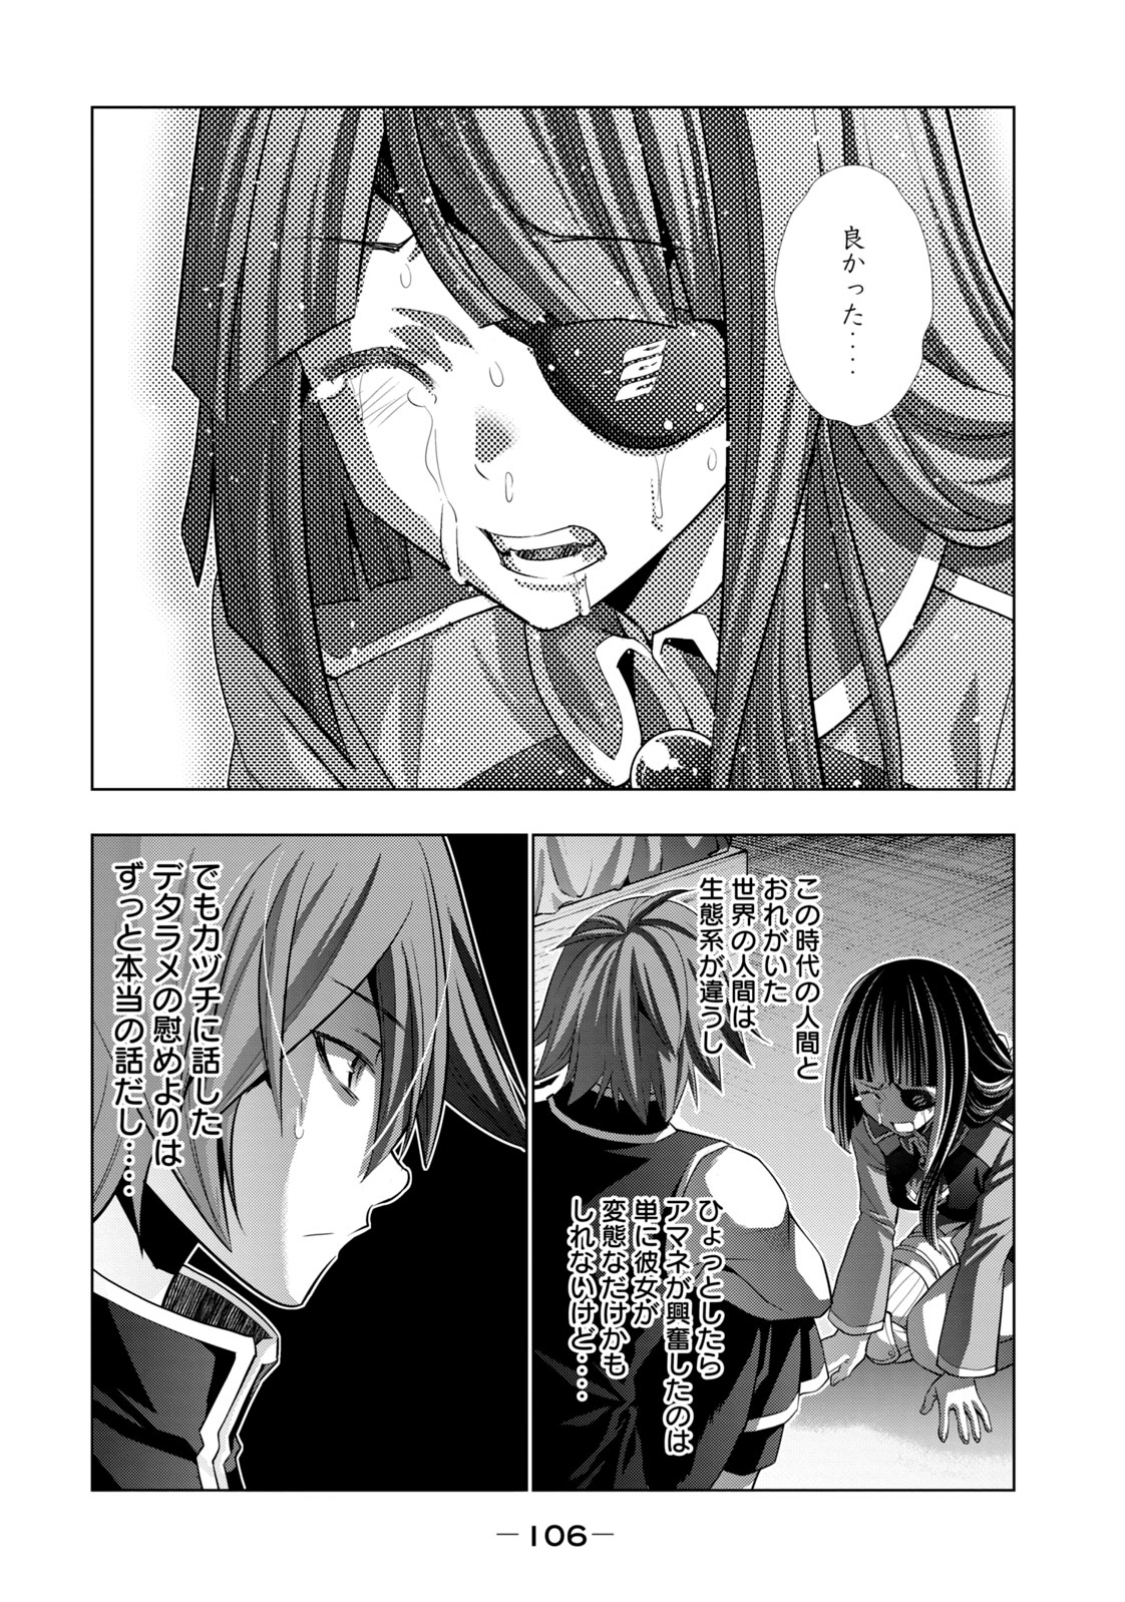 良かった‥‥
この時代の人間と
おれがいた
世界の人間は
生態系が違うし
ひょっとしたら
アマネが興奮したのは
単に彼女が
変態なだけかも
しれないけど‥‥
でもカヅチに話した
デタラメの慰めよりは
ずっと本当の話だし‥‥
—106—